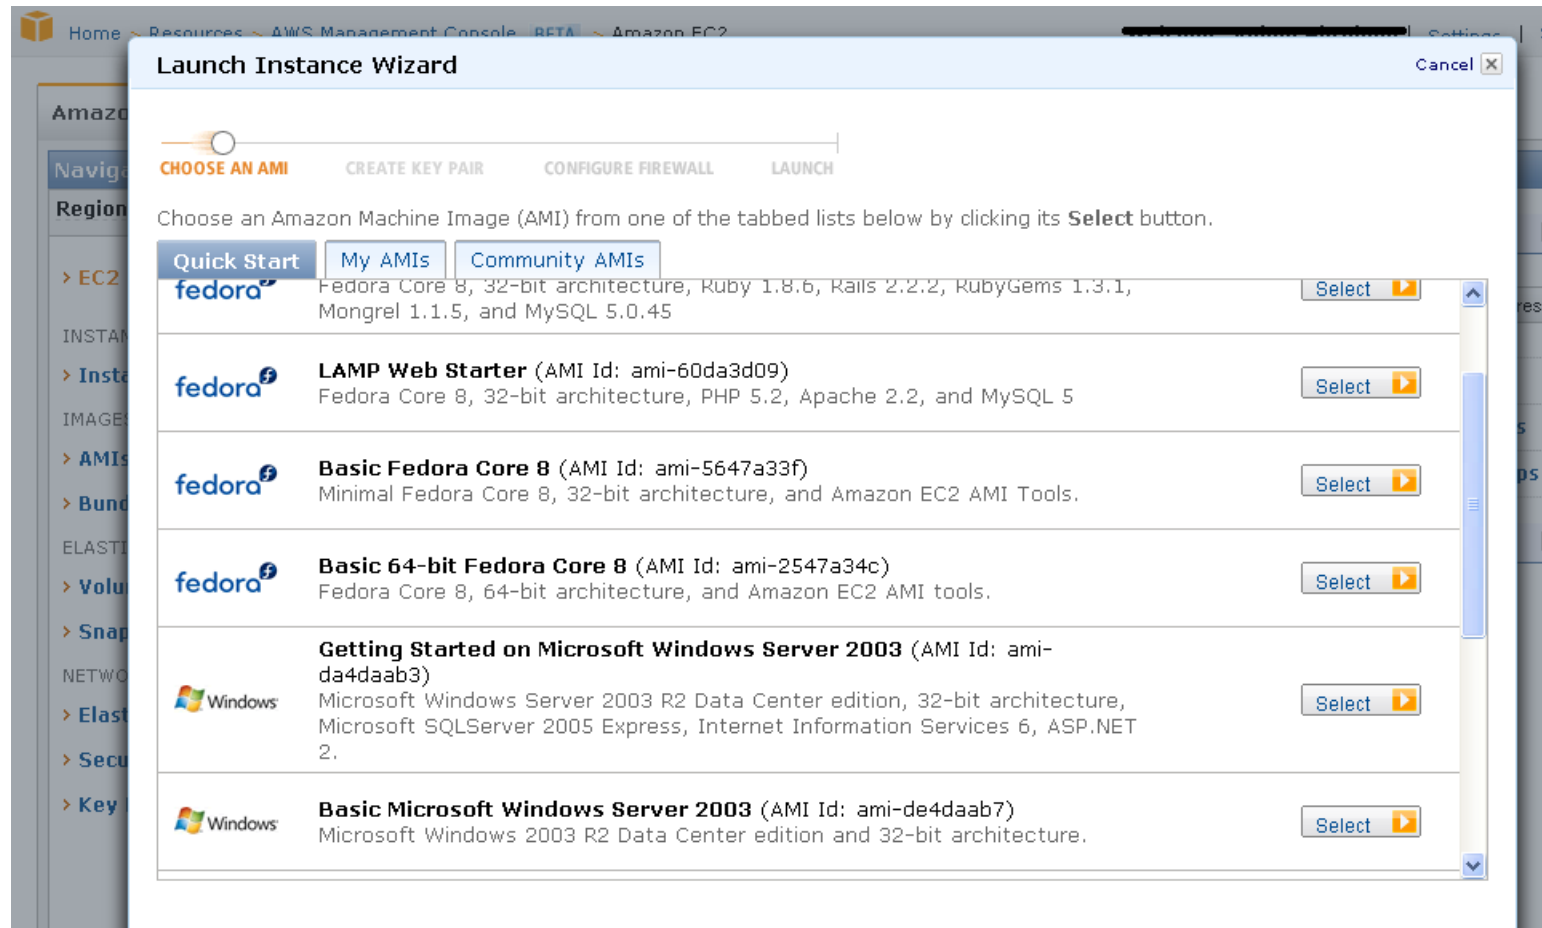 Home > Resources > AWS Management Console BETA > Amazon EC2
Settings |
Launch Instance Wizard
Cancel
CHOOSE AN AMI CREATE KEY PAIR CONFIGURE FIREWALL LAUNCH
Choose an Amazon Machine Image (AMI) from one of the tabbed lists below by clicking its Select button.
Quick Start My AMIs Community AMIs
fedora
Fedora Core 8, 32-bit architecture, Ruby 1.8.6, Rails 2.2.2, RubyGems 1.3.1,
Mongrel 1.1.5, and MySQL 5.0.45
Select
fedora
LAMP Web Starter (AMI Id: ami-60da3d09)
Fedora Core 8, 32-bit architecture, PHP 5.2, Apache 2.2, and MySQL 5
Select
fedora
Basic Fedora Core 8 (AMI Id: ami-5647a33f)
Minimal Fedora Core 8, 32-bit architecture, and Amazon EC2 AMI Tools.
Select
fedora
Basic 64-bit Fedora Core 8 (AMI Id: ami-2547a34c)
Fedora Core 8, 64-bit architecture, and Amazon EC2 AMI tools.
Select
Windows
Getting Started on Microsoft Windows Server 2003 (AMI Id: ami-
da4daab3)
Microsoft Windows Server 2003 R2 Data Center edition, 32-bit architecture,
Microsoft SQLServer 2005 Express, Internet Information Services 6, ASP.NET
2.
Select
Windows
Basic Microsoft Windows Server 2003 (AMI Id: ami-de4daab7)
Microsoft Windows 2003 R2 Data Center edition and 32-bit architecture.
Select
Amazo
Naviga
Region
> EC2
INSTAN
> Insta
IMAGES
> AMIs
> Bund
ELASTI
> Volu
> Snap
NETWO
> Elast
> Secu
> Key
res
s
ps